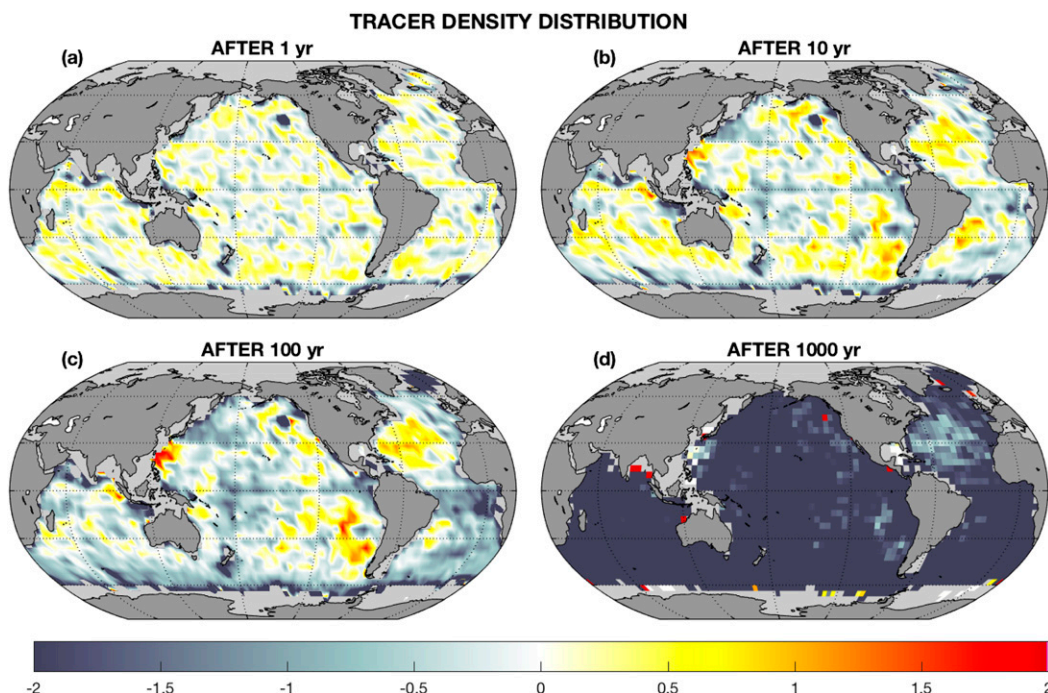 TRACER DENSITY DISTRIBUTION
(a) AFTER 1 yr
(b) AFTER 10 yr
(c) AFTER 100 yr
(d) AFTER 1000 yr
-2 -1.5 -1 -0.5 0 0.5 1 1.5 2